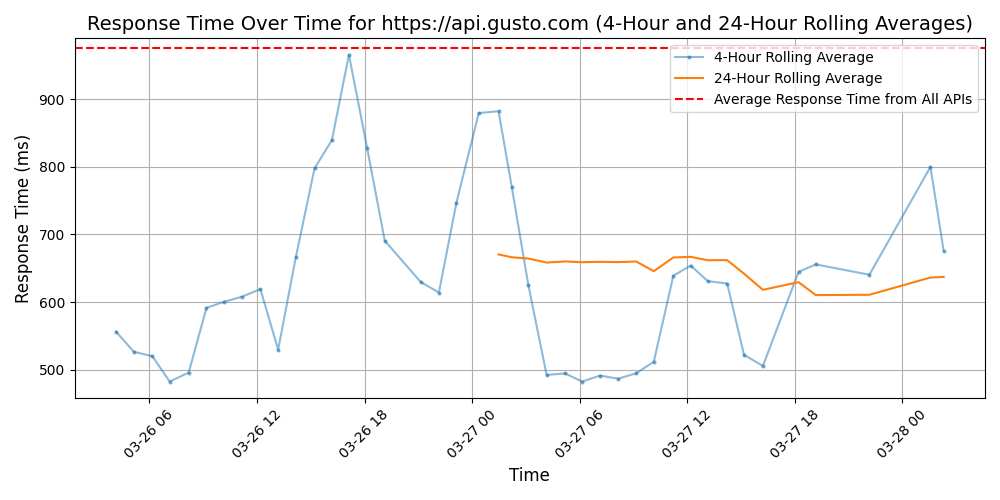 Response Time Over Time for https://api.gusto.com (4-Hour and 24-Hour Rolling Averages)
4-Hour Rolling Average
24-Hour Rolling Average
Average Response Time from All APIs
Response Time (ms)
900
800
700
600
500
03-26 06
03-26 12
03-26 18
03-27 00
03-27 06
03-27 12
03-27 18
03-28 00
Time